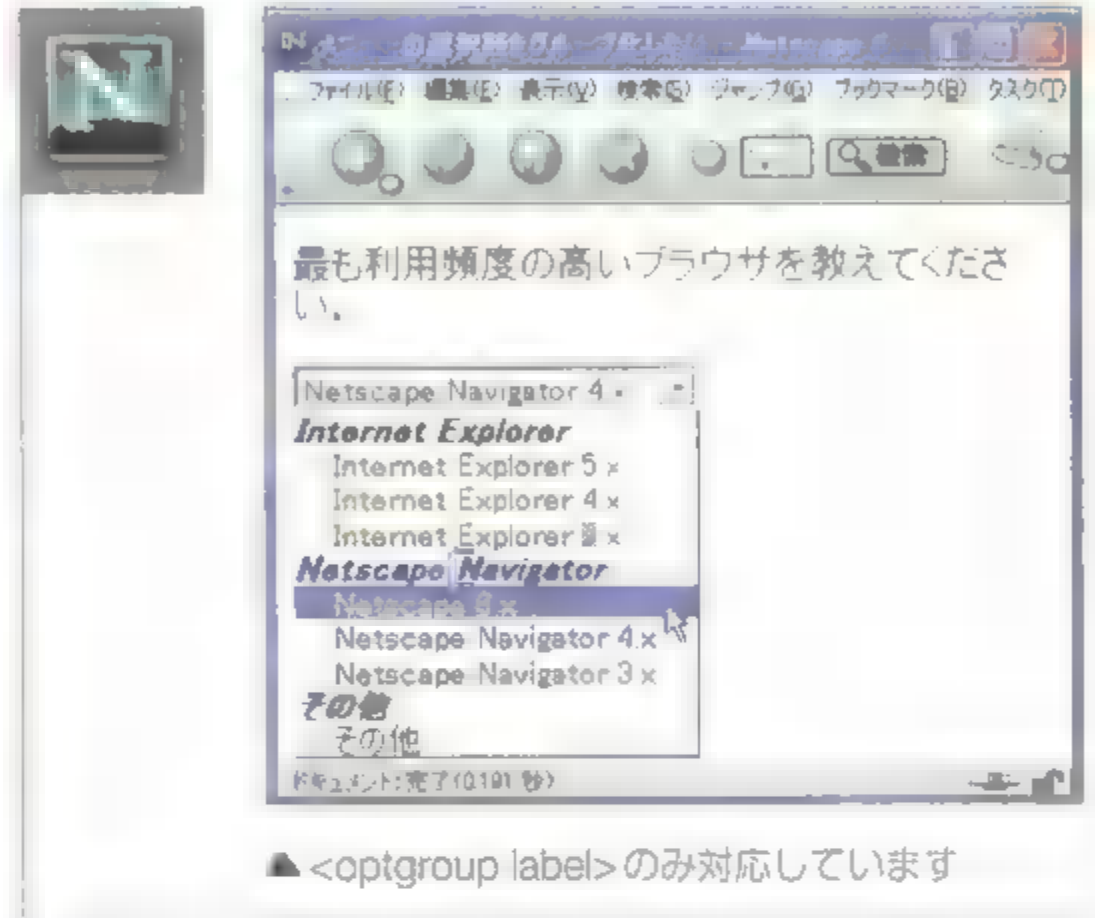 ファイル(F) 編集(E) 表示(V) 検索(S) ジャンプ(G) ブックマーク(B) タスク(T)
検索
最も利用頻度の高いブラウザを教えてくださ
い.
Netscape Navigator 4.
Internet Explorer
Internet Explorer 5.x
Internet Explorer 4.x
Internet Explorer
Netscape Navigator
Netscape 6.x
Netscape Navigator 4.x
Netscape Navigator 3.x
その他
その他
ドキュメント: 完了 (0.191 秒)
▲<optgroup label>のみ対応しています